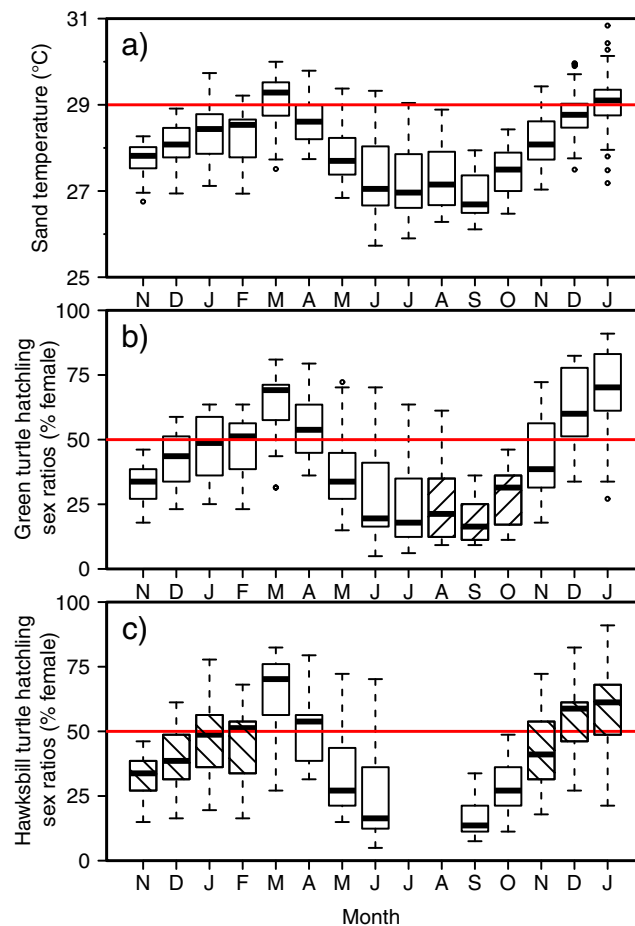 a)
Sand temperature (°C)
31
29
27
25
N D J F M A M J J A S O N D J
b)
Green turtle hatchling
sex ratios (% female)
100
75
50
25
0
N D J F M A M J J A S O N D J
c)
Hawksbill turtle hatchling
sex ratios (% female)
100
75
50
25
0
N D J F M A M J J A S O N D J
Month